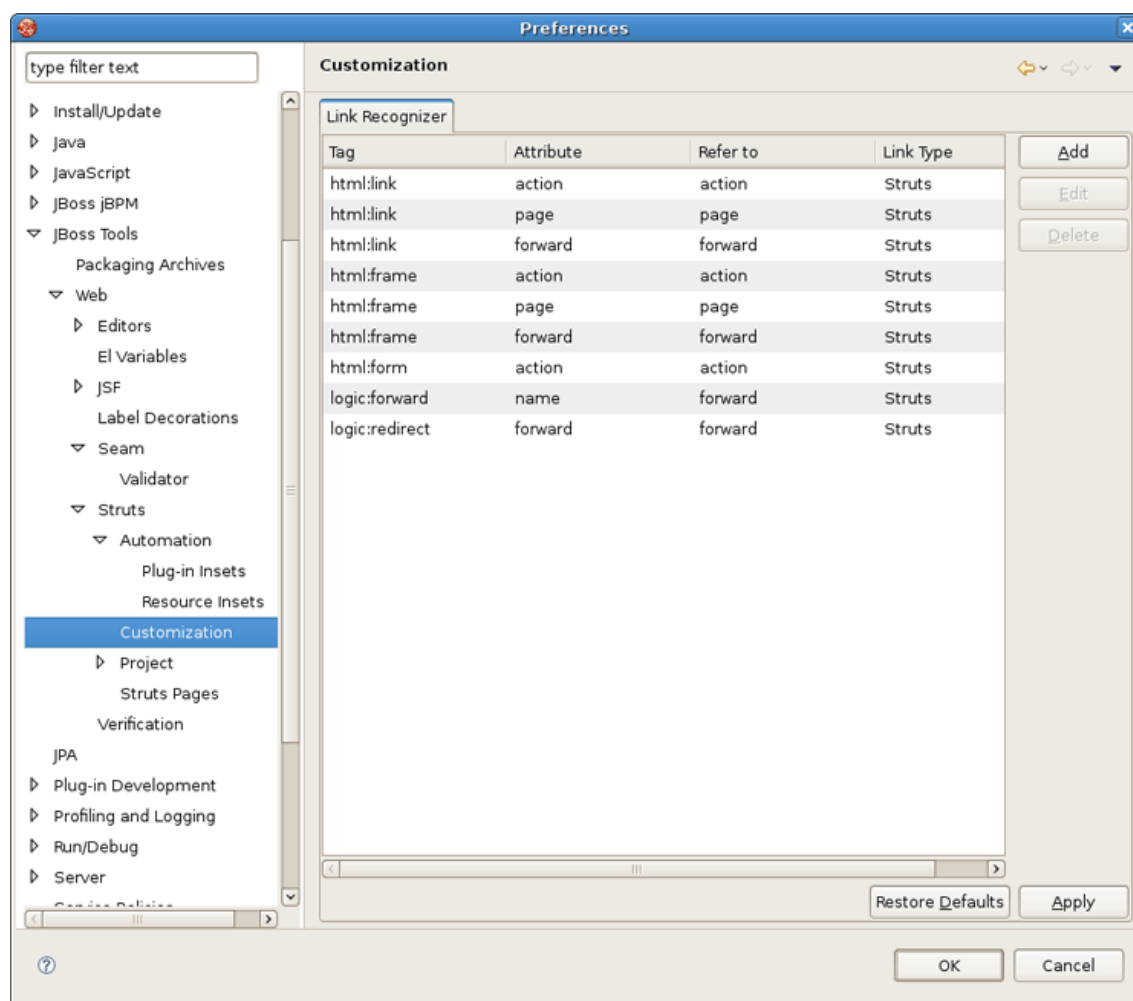 Preferences
type filter text
Install/Update
Java
JavaScript
JBoss jBPM
JBoss Tools
Packaging Archives
Web
Editors
El Variables
JSF
Label Decorations
Seam
Validator
Struts
Automation
Plug-in Insets
Resource Insets
Customization
Project
Struts Pages
Verification
JPA
Plug-in Development
Profiling and Logging
Run/Debug
Server
Customization
Link Recognizer
Tag Attribute Refer to Link Type
html:link action action Struts
html:link page page Struts
html:link forward forward Struts
html:frame action action Struts
html:frame page page Struts
html:frame forward forward Struts
html:form action action Struts
logic:forward name forward Struts
logic:redirect forward forward Struts
Add
Edit
Delete
Restore Defaults Apply
OK Cancel